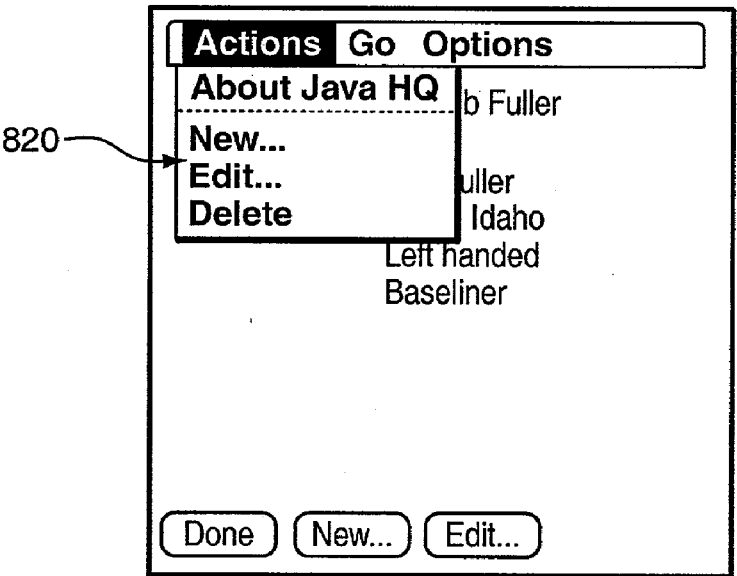 Actions Go Options
About Java HQ
b Fuller
820
New...
Edit...
uller
Delete
Idaho
Left handed
Baseliner
Done New... Edit...